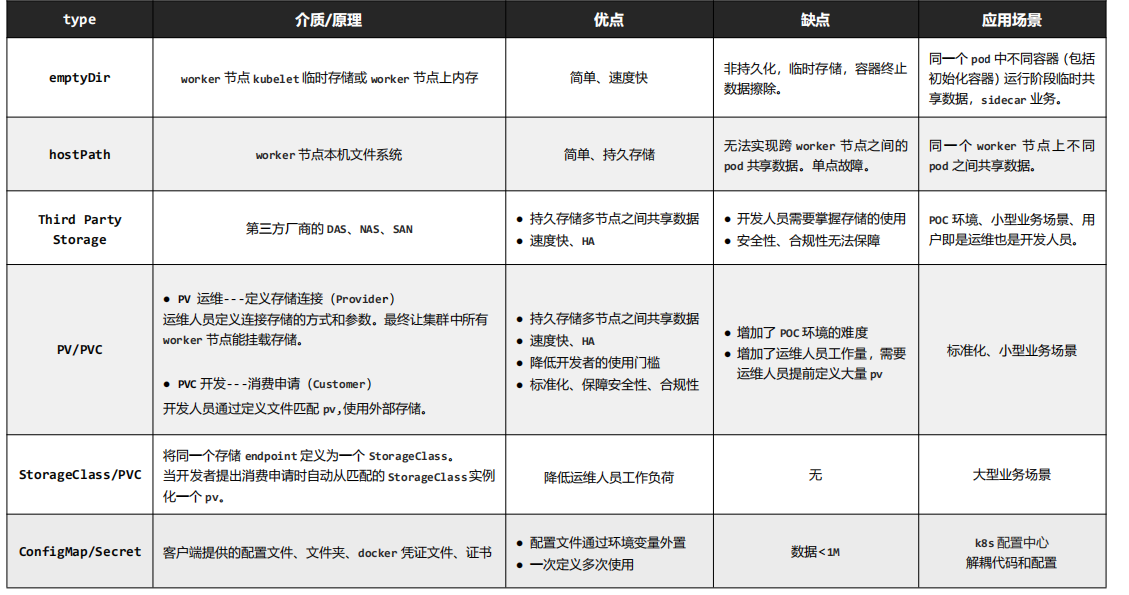 type
介质/原理
优点
缺点
应用场景
emptyDir
worker 节点 kubelet 临时存储或 worker 节点上内存
简单、速度快
非持久化，临时存储，容器终止
数据擦除。
同一个 pod 中不同容器（包括
初始化容器）运行阶段临时共
享数据，sidecar 业务。
hostPath
worker 节点本机文件系统
简单、持久存储
无法实现跨 worker 节点之间的
pod 共享数据。单点故障。
同一个 worker 节点上不同
pod 之间共享数据。
Third Party
Storage
第三方厂商的 DAS、NAS、SAN
● 持久存储多节点之间共享数据
● 速度快、HA
● 开发人员需要掌握存储的使用
● 安全性、合规性无法保障
POC 环境、小型业务场景、用
户即是运维也是开发人员。
PV/PVC
● PV 运维---定义存储连接（Provider）
运维人员定义连接存储的方式和参数。最终让集群中所有
worker 节点能挂载存储。
● PVC 开发---消费申请（Customer）
开发人员通过定义文件匹配 pv,使用外部存储。
● 持久存储多节点之间共享数据
● 速度快、HA
● 降低开发者的使用门槛
● 标准化、保障安全性、合规性
● 增加了 POC 环境的难度
● 增加了运维人员工作量，需要
运维人员提前定义大量 pv
标准化、小型业务场景
StorageClass/PVC
将同一个存储 endpoint 定义为一个 StorageClass。
当开发者提出消费申请时自动从匹配的 StorageClass 实例
化一个 pv。
降低运维人员工作负荷
无
大型业务场景
ConfigMap/Secret
客户端提供的配置文件、文件夹、docker 凭证文件、证书
● 配置文件通过环境变量外置
● 一次定义多次使用
数据<1M
k8s 配置中心
解耦代码和配置